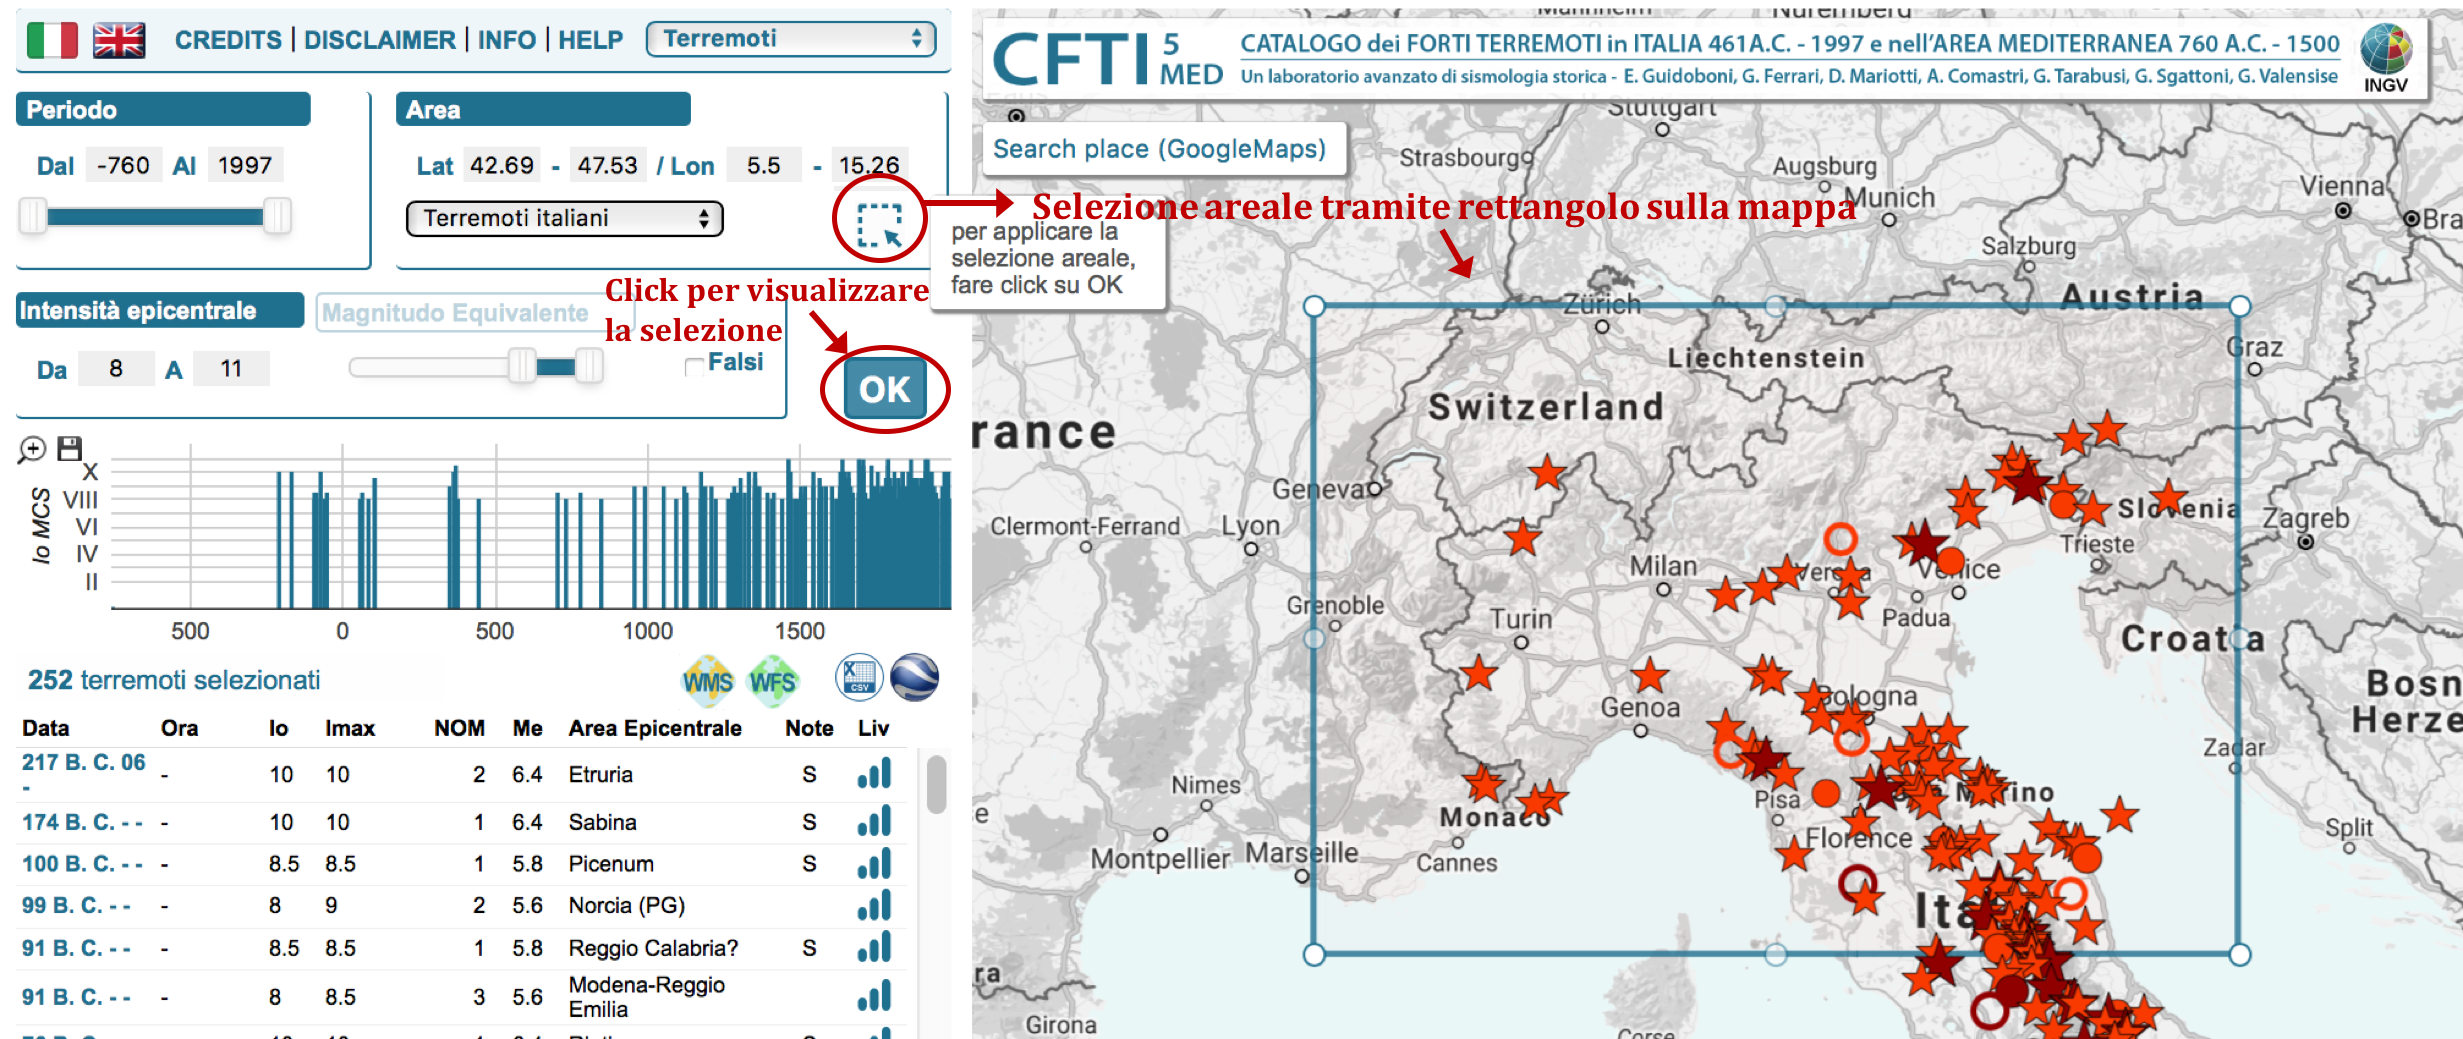 CREDITS | DISCLAIMER | INFO | HELP
Terremoti
Periodo
Dal -760 Al 1997
Area
Lat 42.69 - 47.53 / Lon 5.5 - 15.26
Terremoti italiani
per applicare la
selezione areale,
fare click su OK
Selezione areale tramite rettangolo sulla mappa
Intensità epicentrale
Magnitudo Equivalente
Click per visualizzare
la selezione
Da 8 A 11
Falsi
OK
Io MCS
X
VIII
VI
IV
II
500 0 500 1000 1500
252 terremoti selezionati
WMS WFS
X CSV
Data Ora Io Imax NOM Me Area Epicentrale Note Liv
217 B. C. 06 - - 10 10 2 6.4 Etruria S
174 B. C. - - - 10 10 1 6.4 Sabina S
100 B. C. - - - 8.5 8.5 1 5.8 Picenum S
99 B. C. - - - 8 9 2 5.6 Norcia (PG)
91 B. C. - - - 8.5 8.5 1 5.8 Reggio Calabria? S
91 B. C. - - - 8 8.5 3 5.6 Modena-Reggio
Emilia
CFTI 5 MED
CATALOGO dei FORTI TERREMOTI in ITALIA 461A.C. - 1997 e nell'AREA MEDITERRANEA 760 A.C. - 1500
Un laboratorio avanzato di sismologia storica - E. Guidoboni, G. Ferrari, D. Mariotti, A. Comastri, G. Tarabusi, G. Sgattoni, G. Valensise
INGV
Search place (GoogleMaps)
Mannheim
Nuremberg
Stuttgart
Strasbourg
Augsburg
Munich
Vienna
Bra
Salzburg
Zürich
Austria
Graz
Liechtenstein
Switzerland
rance
Geneva
Clermont-Ferrand
Lyon
Slovenia
Zagreb
Trieste
Milan
Verona
Venice
Grenoble
Turin
Padua
Croatia
Bosn
Herze
Bologna
Genoa
Zadar
Nimes
Pisa
San Marino
Monaco
Split
Florence
Montpellier
Marseille
Cannes
e
Ita
ra
Girona
Corse